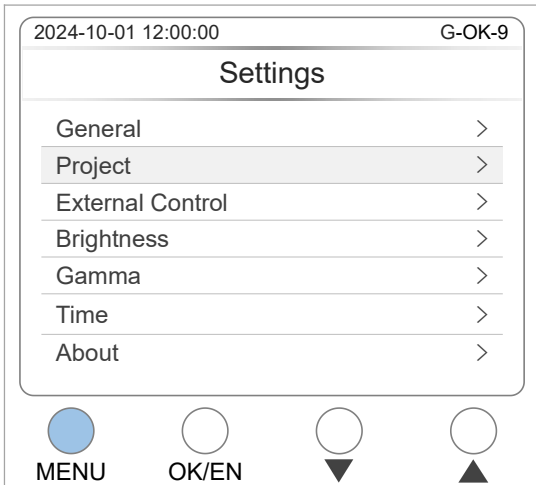 2024-10-01 12:00:00 G-OK-9
Settings
General
Project
External Control
Brightness
Gamma
Time
About
MENU OK/EN